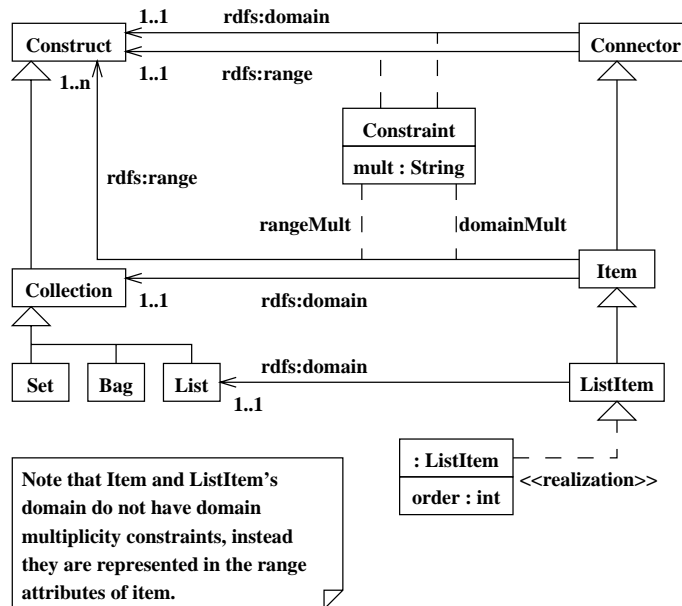 1..1 rdfs:domain
Construct
Connector
1..1 rdfs:range
1..n
Constraint
mult : String
rdfs:range
rangeMult domainMult
Collection
Item
1..1 rdfs:domain
rdfs:domain
Set Bag List
ListItem
1..1
: ListItem
order : int
<<realization>>
Note that Item and ListItem's
domain do not have domain
multiplicity constraints, instead
they are represented in the range
attributes of item.